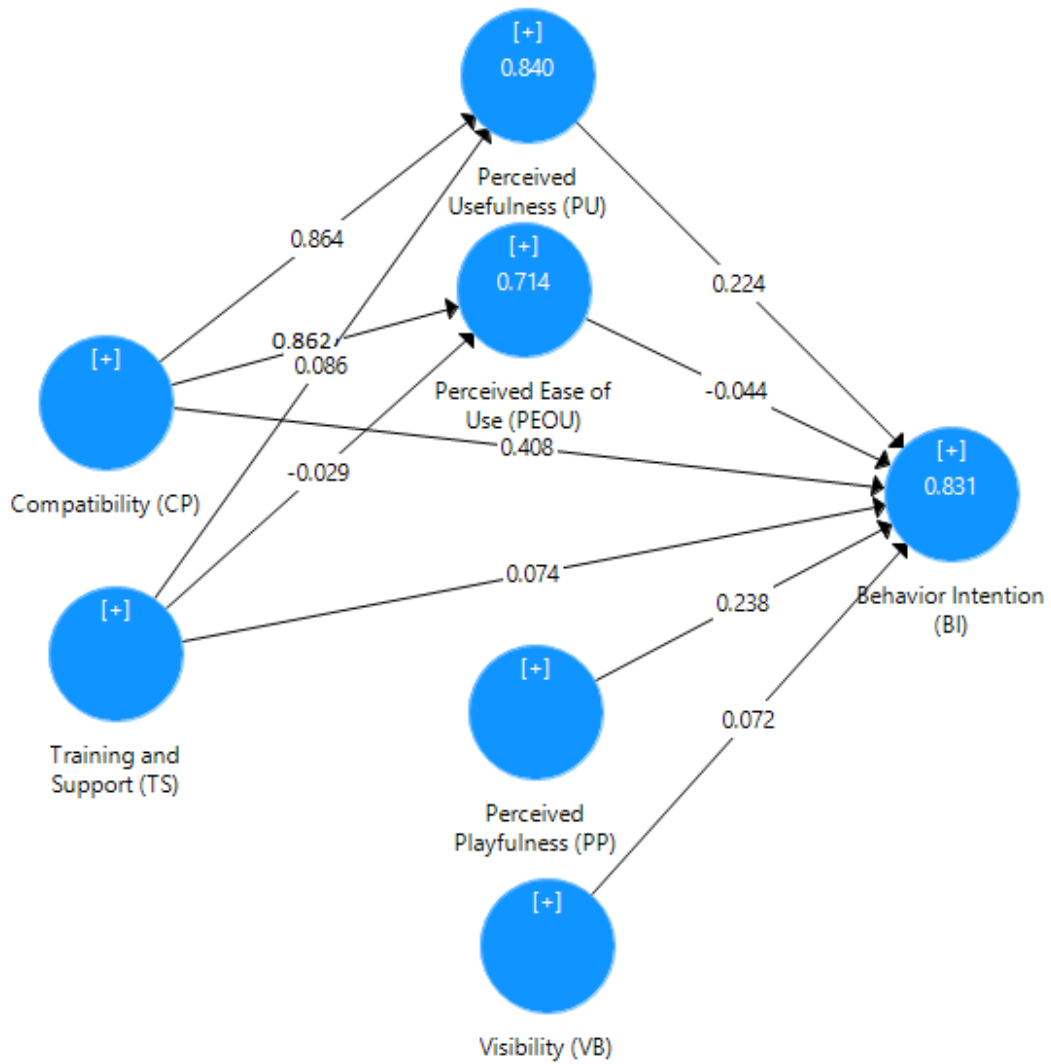 [+]
0.840
Perceived
Usefulness (PU)
0.864
[+]
0.714
0.224
0.862
0.086
[+]
Perceived Ease of
Use (PEOU)
-0.044
0.408
[+]
0.831
Compatibility (CP)
-0.029
0.074
Behavior Intention
(BI)
[+]
0.238
[+]
Training and
Support (TS)
0.072
Perceived
Playfulness (PP)
[+]
Visibility (VB)